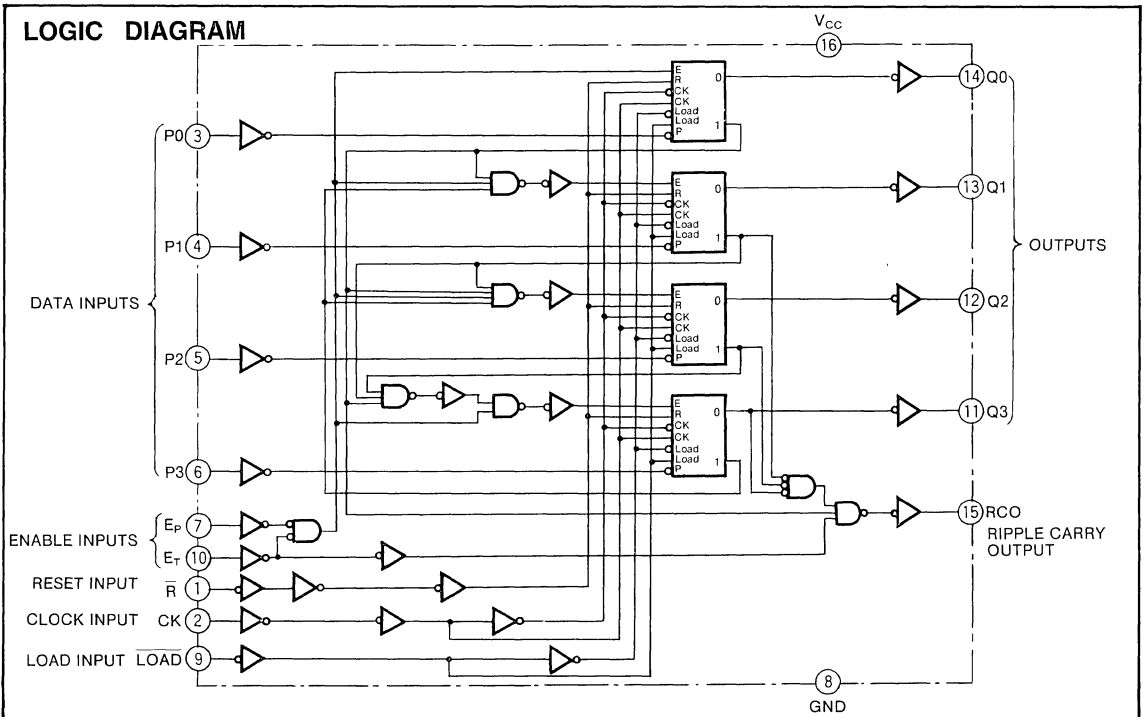 LOGIC DIAGRAM
VCC
16
E
R
CK
CK
Load
Load
P
0
1
14 Q0
P0 3
E
R
CK
CK
Load
Load
P
0
1
13 Q1
P1 4
OUTPUTS
E
R
CK
CK
Load
Load
P
0
1
12 Q2
DATA INPUTS
P2 5
E
R
CK
CK
Load
Load
P
0
1
11 Q3
P3 6
ENABLE INPUTS
EP 7
ET 10
15 RCO
RIPPLE CARRY
OUTPUT
RESET INPUT R̅ 1
CLOCK INPUT CK 2
LOAD INPUT L̅O̅A̅D̅ 9
8
GND